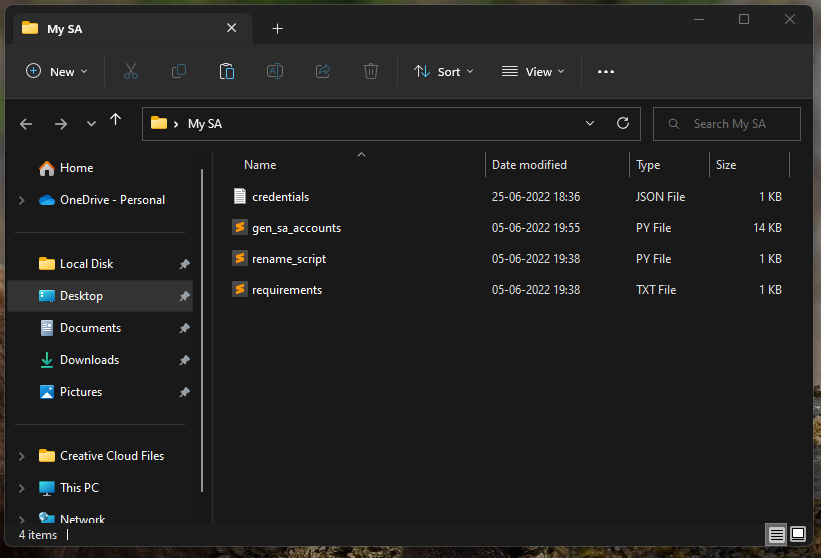 My SA
New
Sort
View
My SA
Search My SA
Home
OneDrive - Personal
Local Disk
Desktop
Documents
Downloads
Pictures
Creative Cloud Files
This PC
Network
Name Date modified Type Size
credentials 25-06-2022 18:36 JSON File 1 KB
gen_sa_accounts 05-06-2022 19:55 PY File 14 KB
rename_script 05-06-2022 19:38 PY File 1 KB
requirements 05-06-2022 19:38 TXT File 1 KB
4 items